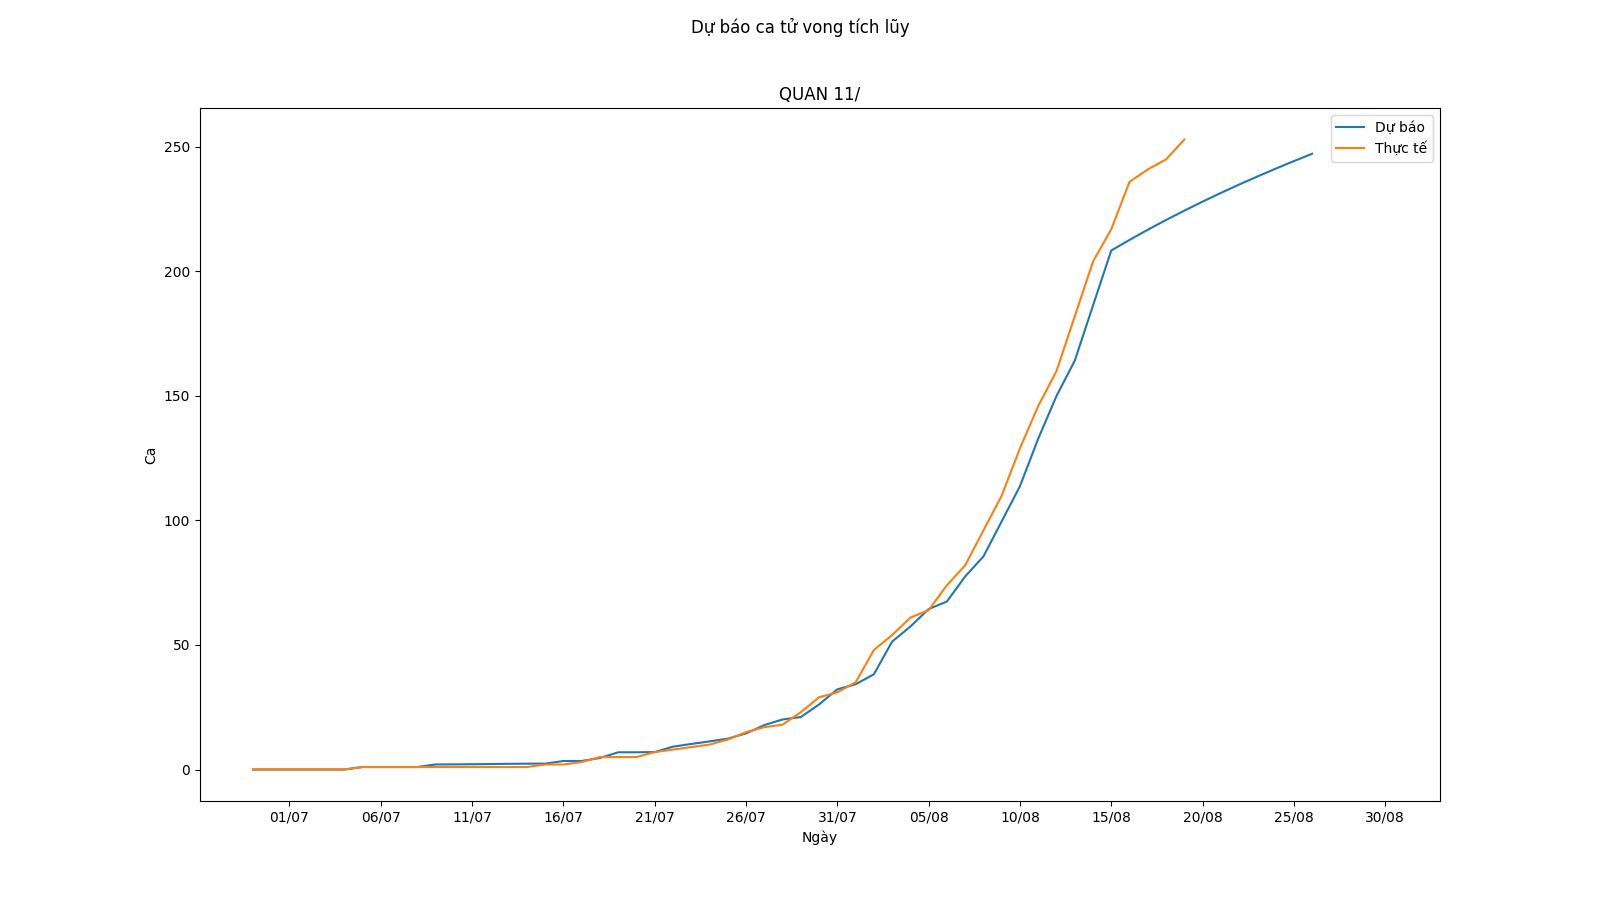 Dự báo ca tử vong tích lũy
QUAN 11/
Dự báo
Thực tế
250
200
150
100
50
0
Ca
01/07 06/07 11/07 16/07 21/07 26/07 31/07 05/08 10/08 15/08 20/08 25/08 30/08
Ngày